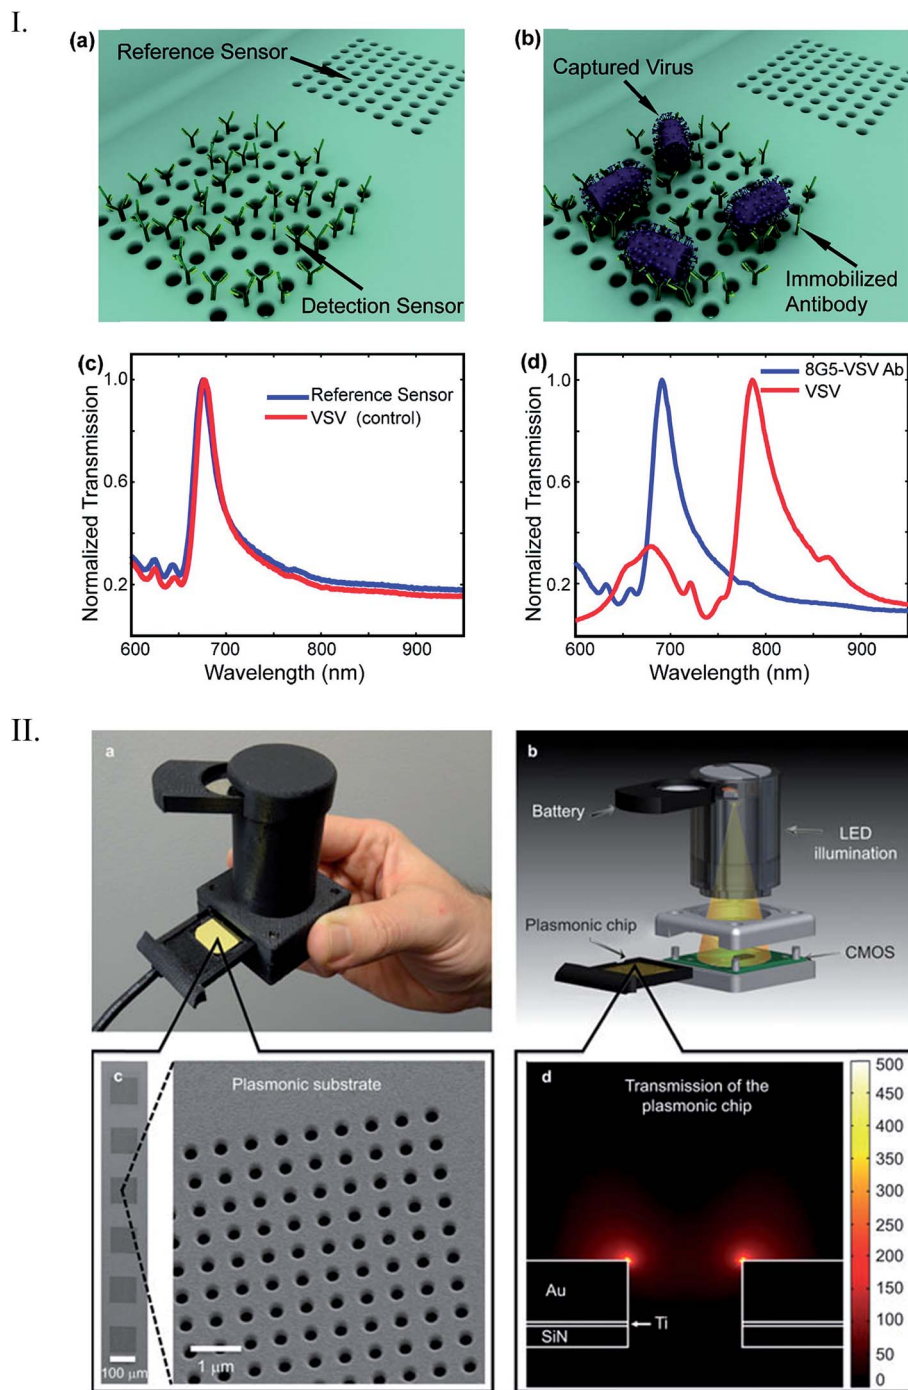 I.
(a)
Reference Sensor
Detection Sensor
(b)
Captured Virus
Immobilized
Antibody
(c)
Normalized Transmission
1.0
0.6
0.2
Reference Sensor
VSV (control)
600
700
800
900
Wavelength (nm)
(d)
Normalized Transmission
1.0
0.6
0.2
8G5-VSV Ab
VSV
600
700
800
900
Wavelength (nm)
II.
a
b
Battery
LED
illumination
Plasmonic chip
CMOS
c
Plasmonic substrate
100 μm
1 μm
d
Transmission of the
plasmonic chip
Au
Ti
SiN
500
450
400
350
300
250
200
150
100
50
0